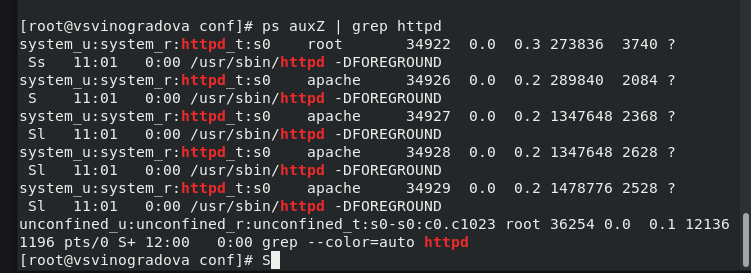 [root@vsvinogradova conf]# ps auxZ | grep httpd
system_u:system_r:httpd_t:s0    root       34922  0.0  0.3 273836  3740 ?
 Ss   11:01   0:00 /usr/sbin/httpd -DFOREGROUND
system_u:system_r:httpd_t:s0    apache     34926  0.0  0.2 289840  2084 ?
 S    11:01   0:00 /usr/sbin/httpd -DFOREGROUND
system_u:system_r:httpd_t:s0    apache     34927  0.0  0.2 1347648 2368 ?
 Sl   11:01   0:00 /usr/sbin/httpd -DFOREGROUND
system_u:system_r:httpd_t:s0    apache     34928  0.0  0.2 1347648 2628 ?
 Sl   11:01   0:00 /usr/sbin/httpd -DFOREGROUND
system_u:system_r:httpd_t:s0    apache     34929  0.0  0.2 1478776 2528 ?
 Sl   11:01   0:00 /usr/sbin/httpd -DFOREGROUND
unconfined_u:unconfined_r:unconfined_t:s0-s0:c0.c1023 root 36254 0.0  0.1 12136
1196 pts/0 S+ 12:00   0:00 grep --color=auto httpd
[root@vsvinogradova conf]# S